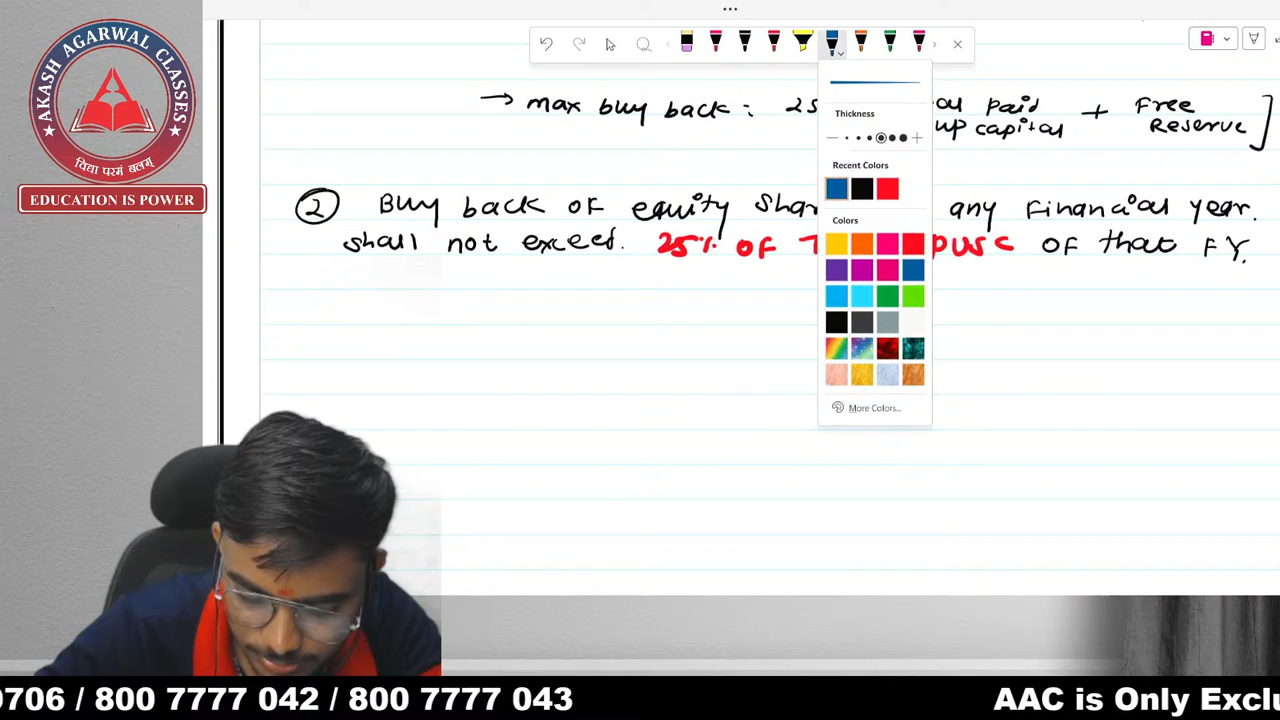 AKASH AGARWAL CLASSES
विद्या परमं बलम्
EDUCATION IS POWER
Thickness
Recent Colors
Colors
More Colors...
→ max buy back : 25 paid + Free
up capital Reserve ]
② Buy back of equity shar any Financial year.
shall not exceed. 25% of T PUSC of that FY.
0706 / 800 7777 042 / 800 7777 043
AAC is Only Exclu